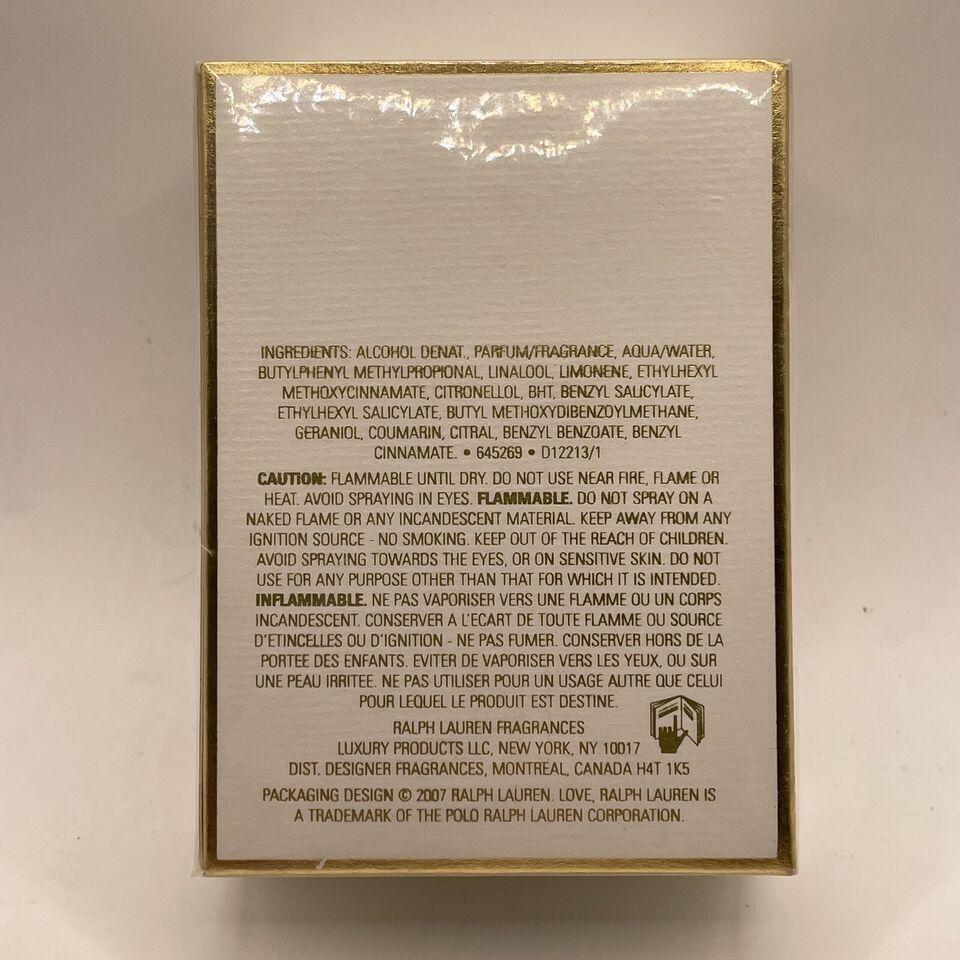 INGREDIENTS: ALCOHOL DENAT., PARFUM/FRAGRANCE, AQUA/WATER,
BUTYLPHENYL METHYLPROPIONAL, LINALOOL, LIMONENE, ETHYLHEXYL
METHOXYCINNAMATE, CITRONELLOL, BHT, BENZYL SALICYLATE,
ETHYLHEXYL SALICYLATE, BUTYL METHOXYDIBENZOYLMETHANE,
GERANIOL, COUMARIN, CITRAL, BENZYL BENZOATE, BENZYL
CINNAMATE. • 645269 • D12213/1
CAUTION: FLAMMABLE UNTIL DRY. DO NOT USE NEAR FIRE, FLAME OR
HEAT. AVOID SPRAYING IN EYES. FLAMMABLE. DO NOT SPRAY ON A
NAKED FLAME OR ANY INCANDESCENT MATERIAL. KEEP AWAY FROM ANY
IGNITION SOURCE - NO SMOKING. KEEP OUT OF THE REACH OF CHILDREN.
AVOID SPRAYING TOWARDS THE EYES, OR ON SENSITIVE SKIN. DO NOT
USE FOR ANY PURPOSE OTHER THAN THAT FOR WHICH IT IS INTENDED.
INFLAMMABLE. NE PAS VAPORISER VERS UNE FLAMME OU UN CORPS
INCANDESCENT. CONSERVER A L'ECART DE TOUTE FLAMME OU SOURCE
D'ETINCELLES OU D'IGNITION - NE PAS FUMER. CONSERVER HORS DE LA
PORTEE DES ENFANTS. EVITER DE VAPORISER VERS LES YEUX, OU SUR
UNE PEAU IRRITEE. NE PAS UTILISER POUR UN USAGE AUTRE QUE CELUI
POUR LEQUEL LE PRODUIT EST DESTINE.
RALPH LAUREN FRAGRANCES
LUXURY PRODUCTS LLC, NEW YORK, NY 10017
DIST. DESIGNER FRAGRANCES, MONTREAL, CANADA H4T 1K5
PACKAGING DESIGN © 2007 RALPH LAUREN. LOVE, RALPH LAUREN IS
A TRADEMARK OF THE POLO RALPH LAUREN CORPORATION.